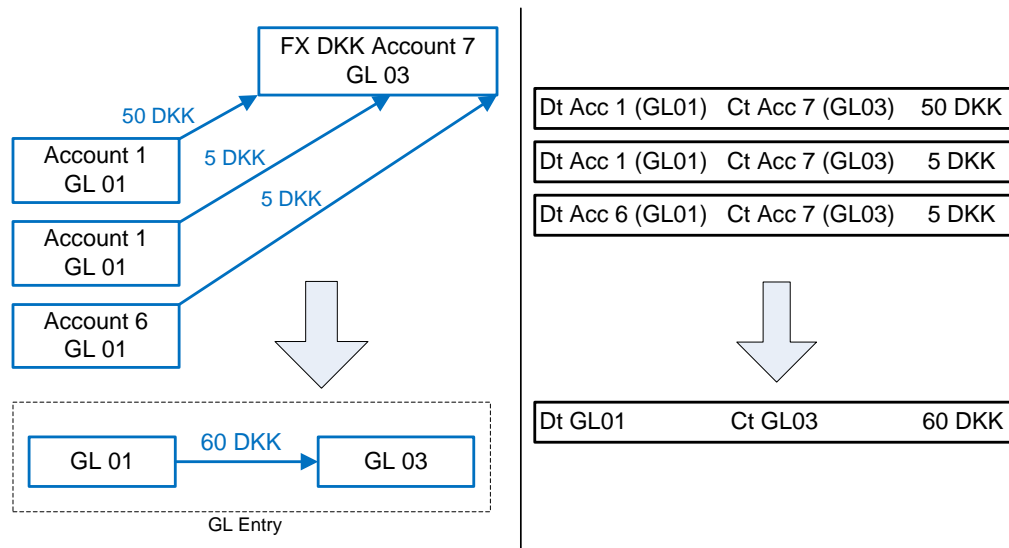 FX DKK Account 7
GL 03
50 DKK
Account 1
GL 01
5 DKK
5 DKK
Account 1
GL 01
Account 6
GL 01
GL 01
60 DKK
GL 03
GL Entry
Dt Acc 1 (GL01) Ct Acc 7 (GL03) 50 DKK
Dt Acc 1 (GL01) Ct Acc 7 (GL03) 5 DKK
Dt Acc 6 (GL01) Ct Acc 7 (GL03) 5 DKK
Dt GL01 Ct GL03 60 DKK